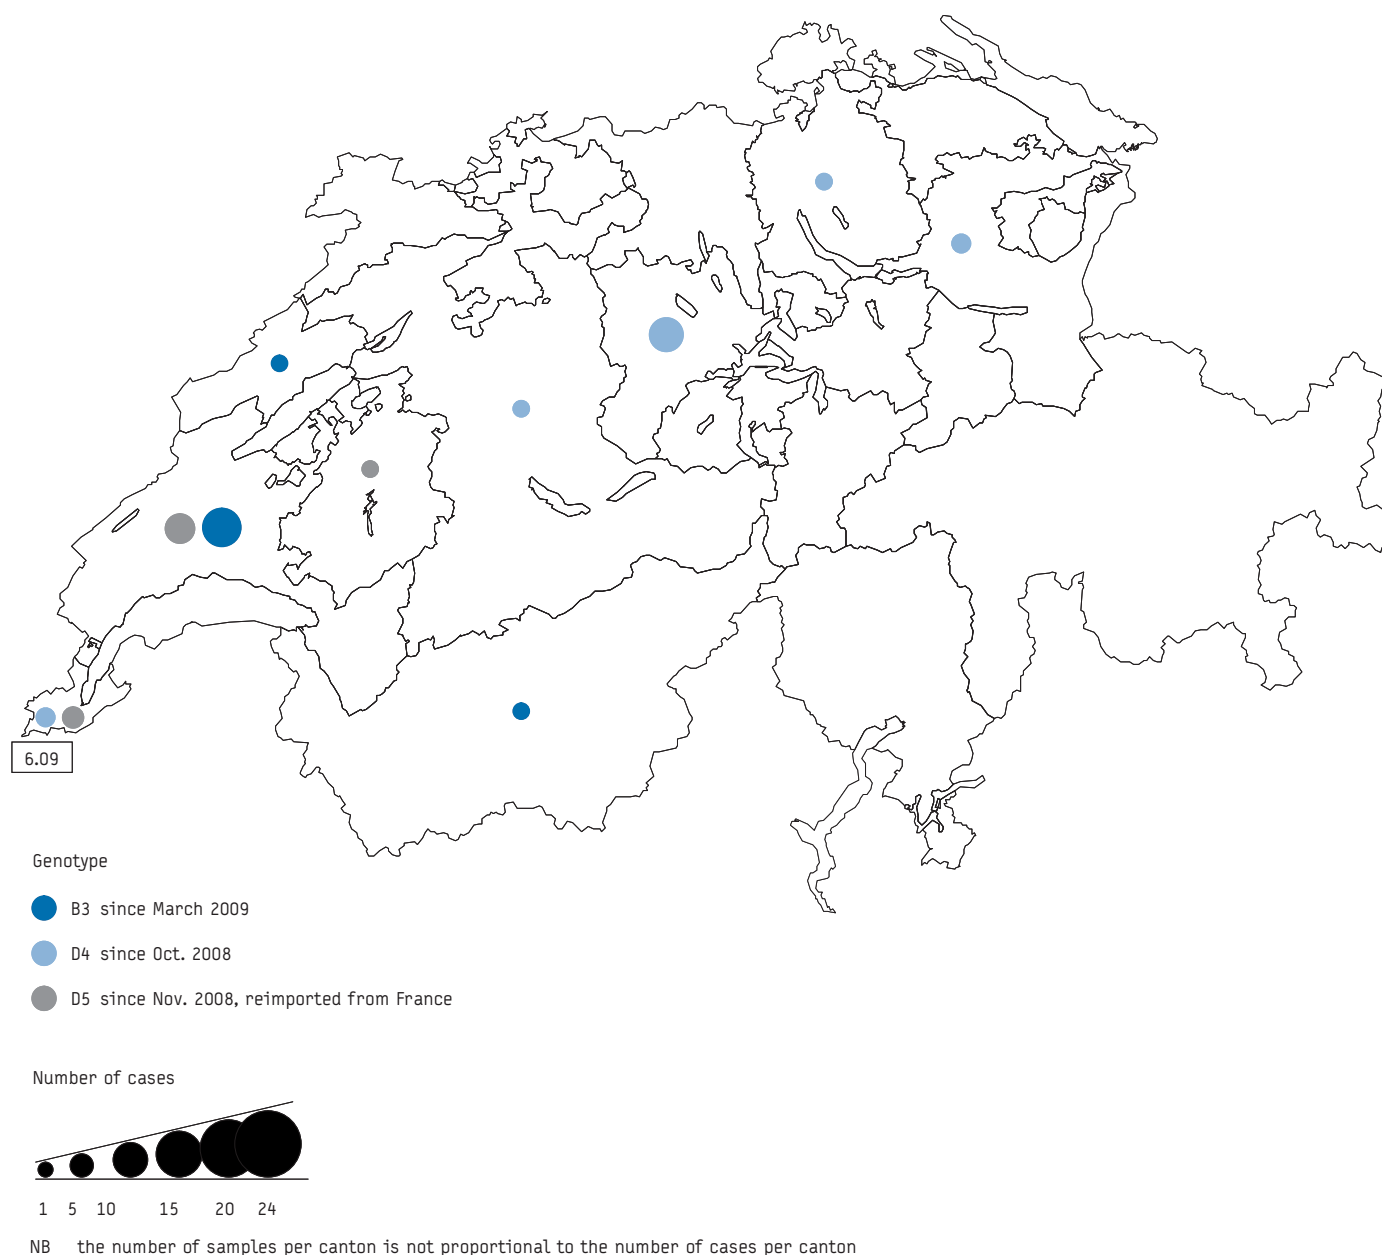 6.09
Genotype
B3 since March 2009
D4 since Oct. 2008
D5 since Nov. 2008, reimported from France
Number of cases
1 5 10 15 20 24
NB the number of samples per canton is not proportional to the number of cases per canton